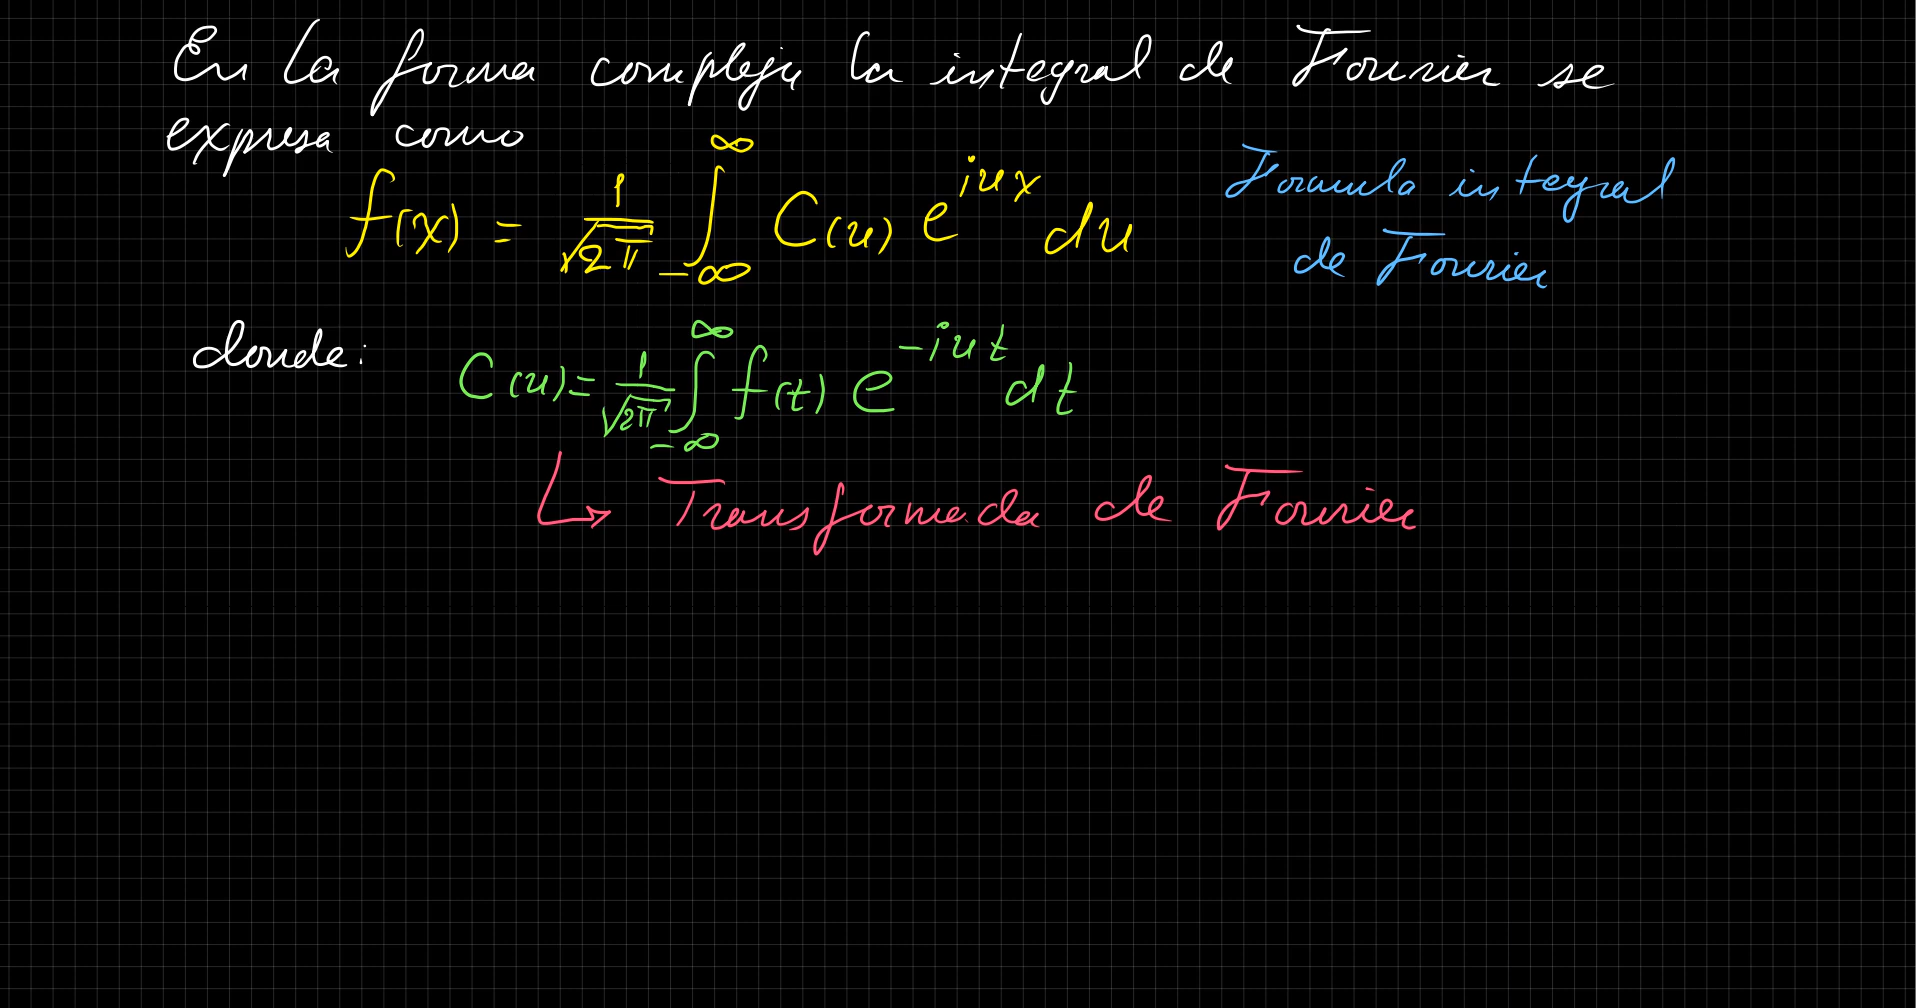 En la forma compleja la integral de Fourier se
expresa como
f(x) = 1/√2π ∫_{-∞}^{∞} C(u) e^{iux} du
Formula integral
de Fourier
donde:
C(u) = 1/√2π ∫_{-∞}^{∞} f(t) e^{-iut} dt
↳ Transformada de Fourier